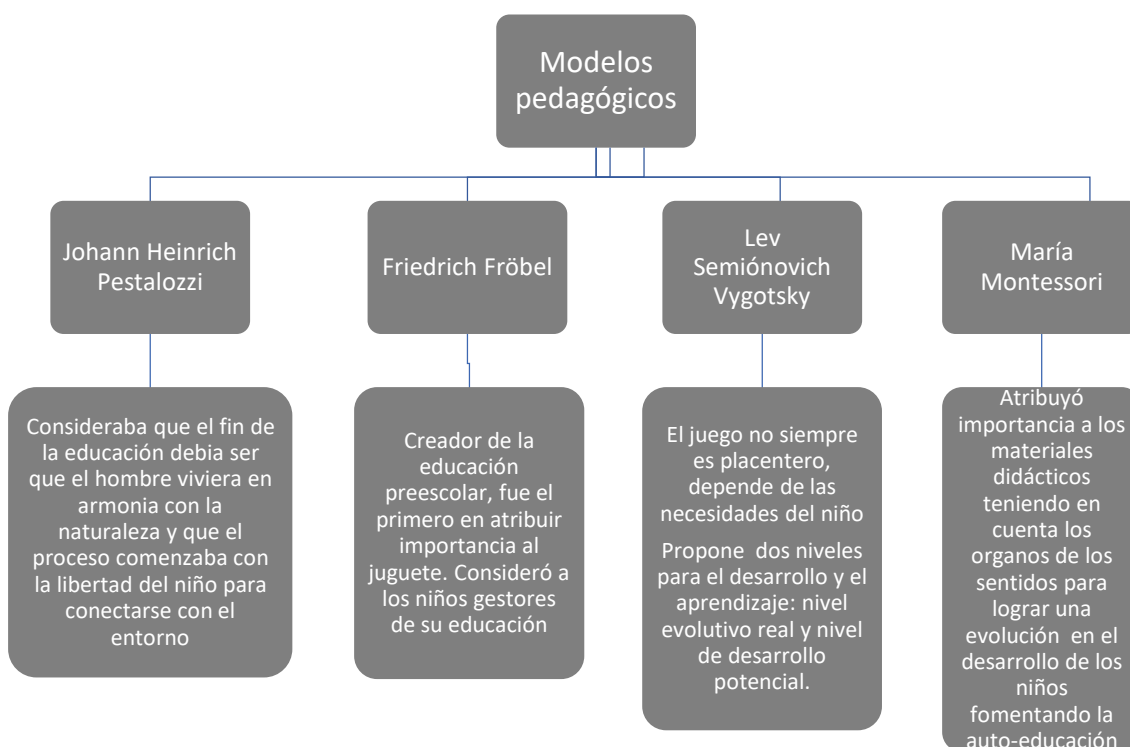 Modelos
pedagógicos
Johann Heinrich
Pestalozzi
Friedrich Fröbel
Lev
Semiónovich
Vygotsky
María
Montessori
Consideraba que el fin de
la educación debia ser
que el hombre viviera en
armonia con la
naturaleza y que el
proceso comenzaba con
la libertad del niño para
conectarse con el
entorno
Creador de la
educación
preescolar, fue el
primero en atribuir
importancia al
juguete. Consideró a
los niños gestores
de su educación
El juego no siempre
es placentero,
depende de las
necesidades del niño
Propone dos niveles
para el desarrollo y el
aprendizaje: nivel
evolutivo real y nivel
de desarrollo
potencial.
Atribuyó
importancia a los
materiales
didácticos
teniendo en
cuenta los
organos de los
sentidos para
lograr una
evolución en el
desarrollo de los
niños
fomentando la
auto-educación